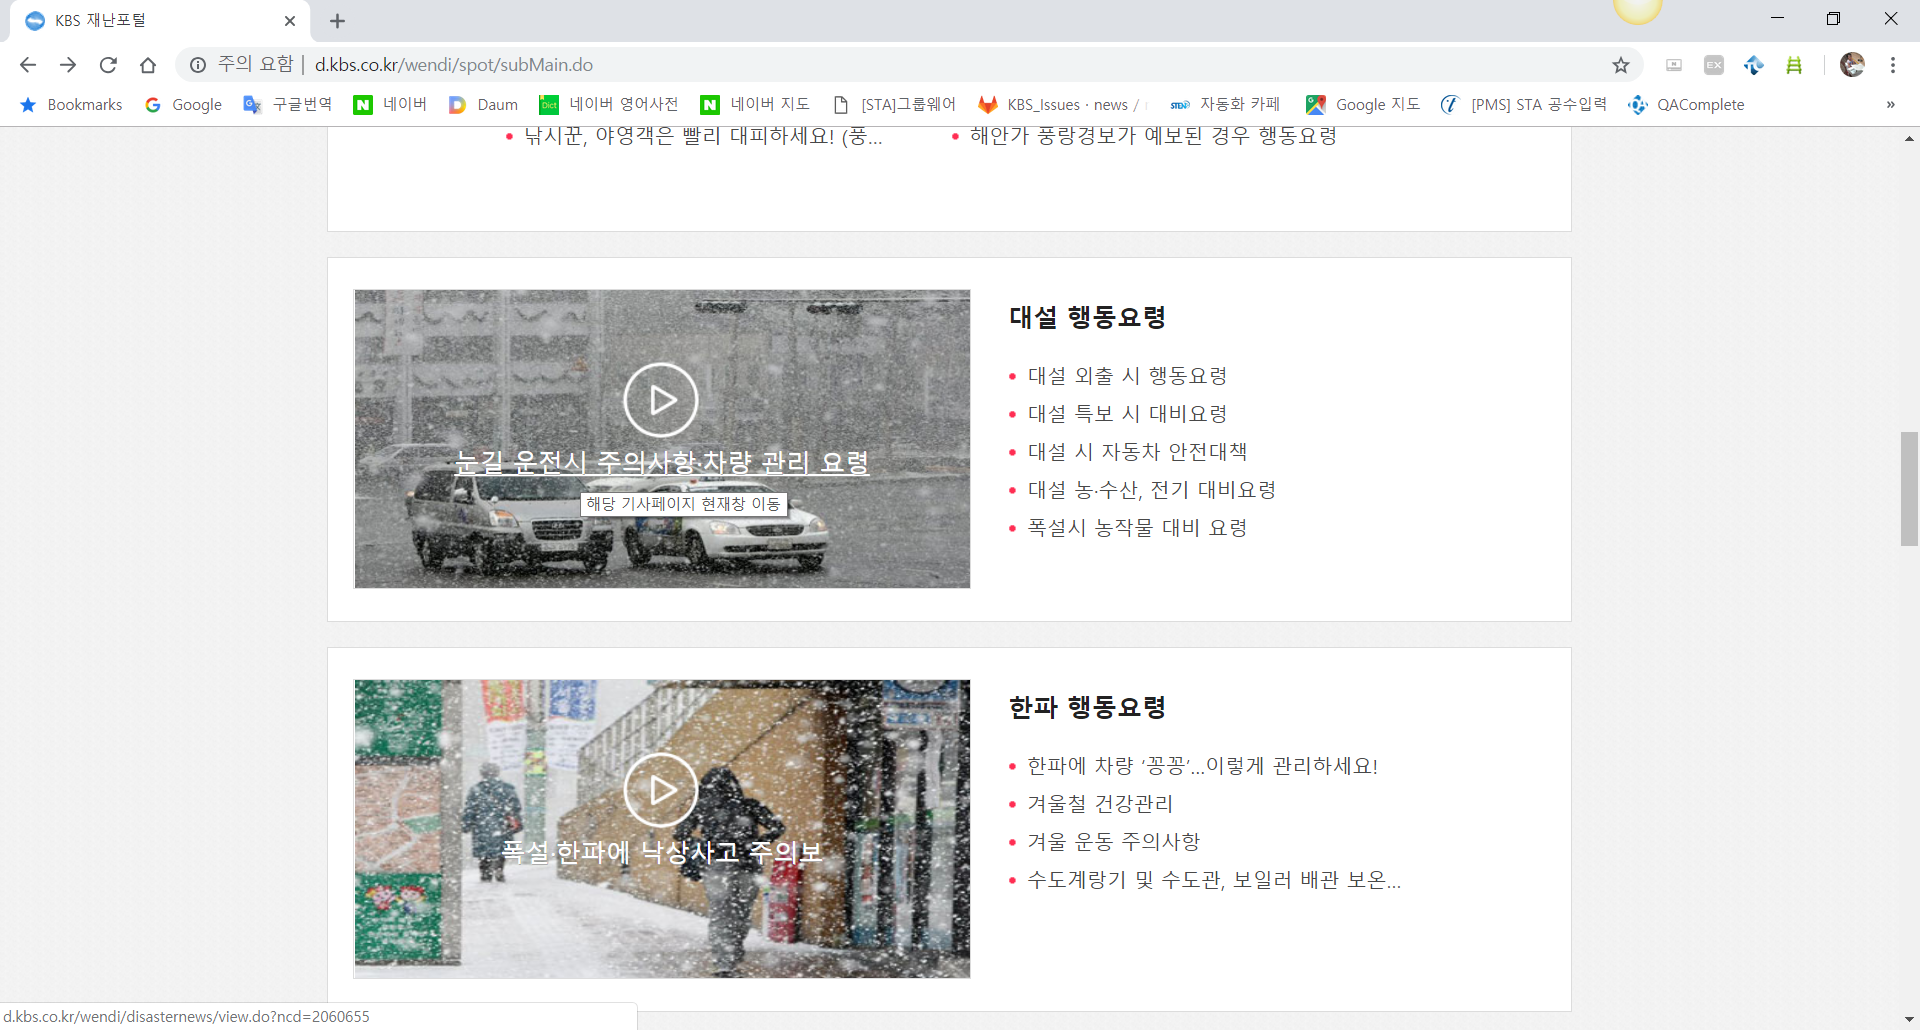 KBS 재난포털
주의 요함 | d.kbs.co.kr/wendi/spot/subMain.do
Bookmarks Google 구글번역 네이버 Daum 네이버 영어사전 네이버 지도 [STA]그룹웨어 KBS_Issues · news / 자동화 카페 Google 지도 [PMS] STA 공수입력 QAComplete »
낚시꾼, 야영객은 빨리 대피하세요! (풍...
해안가 풍랑경보가 예보된 경우 행동요령
대설 행동요령
대설 외출 시 행동요령
대설 특보 시 대비요령
대설 시 자동차 안전대책
대설 농·수산, 전기 대비요령
폭설시 농작물 대비 요령
눈길 운전시 주의사항·차량 관리 요령
해당 기사페이지 현재창 이동
한파 행동요령
한파에 차량 ‘꽁꽁’...이렇게 관리하세요!
겨울철 건강관리
겨울 운동 주의사항
수도계량기 및 수도관, 보일러 배관 보온...
폭설·한파에 낙상사고 주의보
d.kbs.co.kr/wendi/disasternews/view.do?ncd=2060655